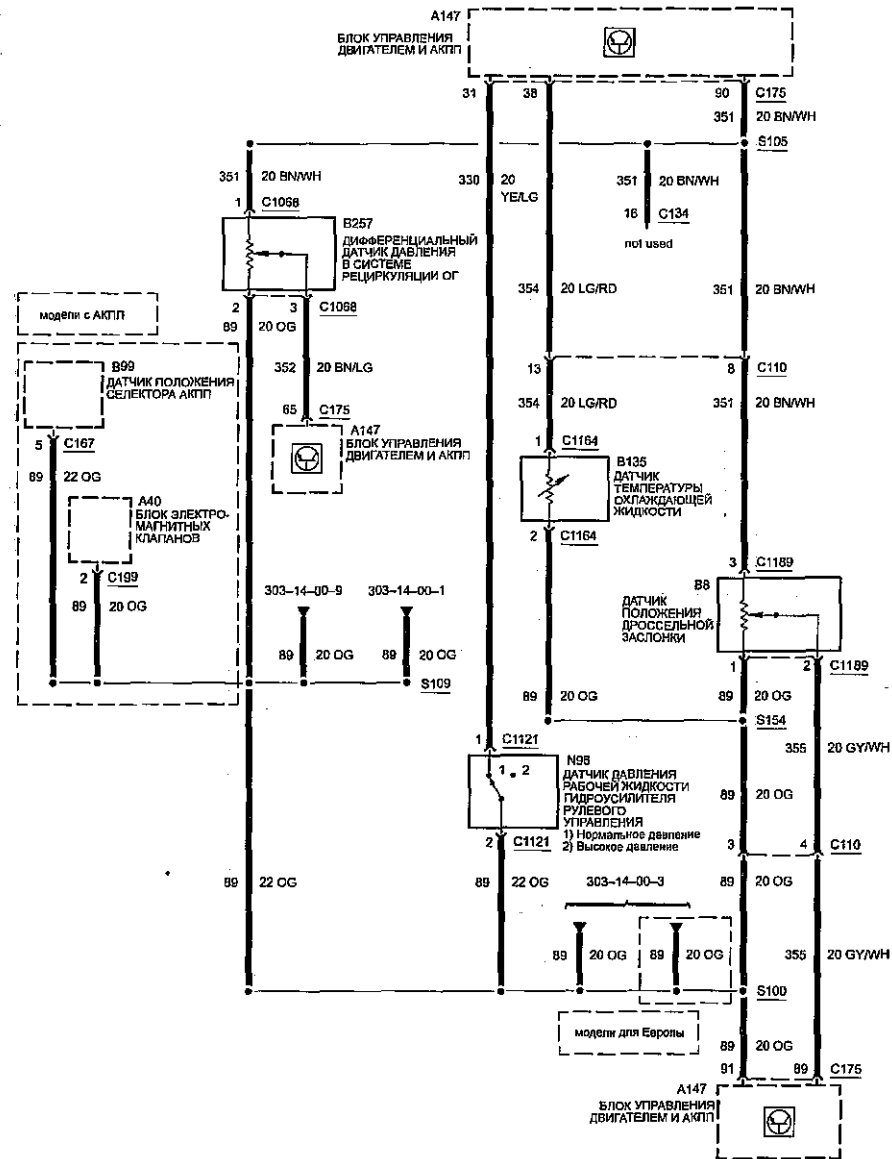 A147
БЛОК УПРАВЛЕНИЯ
ДВИГАТЕЛЕМ И АКПП
31 38 90 C175
351 20 BN/WH
S105
351 20 BN/WH
330 20
YE/LG
351 20 BN/WH
1 C1068
16 C134
not used
B257
ДИФФЕРЕНЦИАЛЬНЫЙ
ДАТЧИК ДАВЛЕНИЯ
В СИСТЕМЕ
РЕЦИРКУЛЯЦИИ ОГ
354 20 LG/RD
351 20 BN/WH
2 3 C1068
89 20 OG
модели с АКПП
352 20 BN/LG
13 8 C110
B99
ДАТЧИК ПОЛОЖЕНИЯ
СЕЛЕКТОРА АКПП
354 20 LG/RD
351 20 BN/WH
65 C175
A147
БЛОК УПРАВЛЕНИЯ
ДВИГАТЕЛЕМ И АКПП
5 C167
1 C1164
B135
ДАТЧИК
ТЕМПЕРАТУРЫ
ОХЛАЖДАЮЩЕЙ
ЖИДКОСТИ
89 22 OG
A40
БЛОК ЭЛЕКТРО-
МАГНИТНЫХ
КЛАПАНОВ
2 C1164
2 C199
3 C1189
B8
ДАТЧИК
ПОЛОЖЕНИЯ
ДРОССЕЛЬНОЙ
ЗАСЛОНКИ
303-14-00-9 303-14-00-1
89 20 OG
89 20 OG
89 20 OG
1 2 C1189
S109
89 20 OG
89 20 OG
S154
1 C1121
355 20 GY/WH
N98
ДАТЧИК ДАВЛЕНИЯ
РАБОЧЕЙ ЖИДКОСТИ
ГИДРОУСИЛИТЕЛЯ
РУЛЕВОГО
УПРАВЛЕНИЯ
1) Нормальное давление
2) Высокое давление
1 2
89 20 OG
2 C1121
3 4 C110
89 22 OG
89 22 OG
303-14-00-3
89 20 OG
89 20 OG
89 20 OG
355 20 GY/WH
S100
модели для Европы
89 20 OG
91 89 C175
A147
БЛОК УПРАВЛЕНИЯ
ДВИГАТЕЛЕМ И АКПП